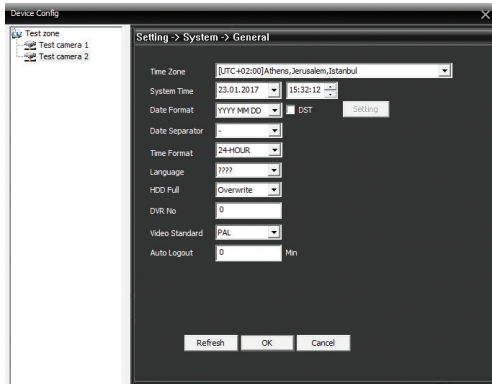 Device Config
Test zone
Test camera 1
Test camera 2
Setting -> System -> General
Time Zone [UTC+02:00]Athens,Jerusalem,Istanbul
System Time 23.01.2017 15:32:12
Date Format YYYY MM DD DST Setting
Date Separator -
Time Format 24-HOUR
Language ????
HDD Full Overwrite
DVR No 0
Video Standard PAL
Auto Logout 0 Min
Refresh OK Cancel